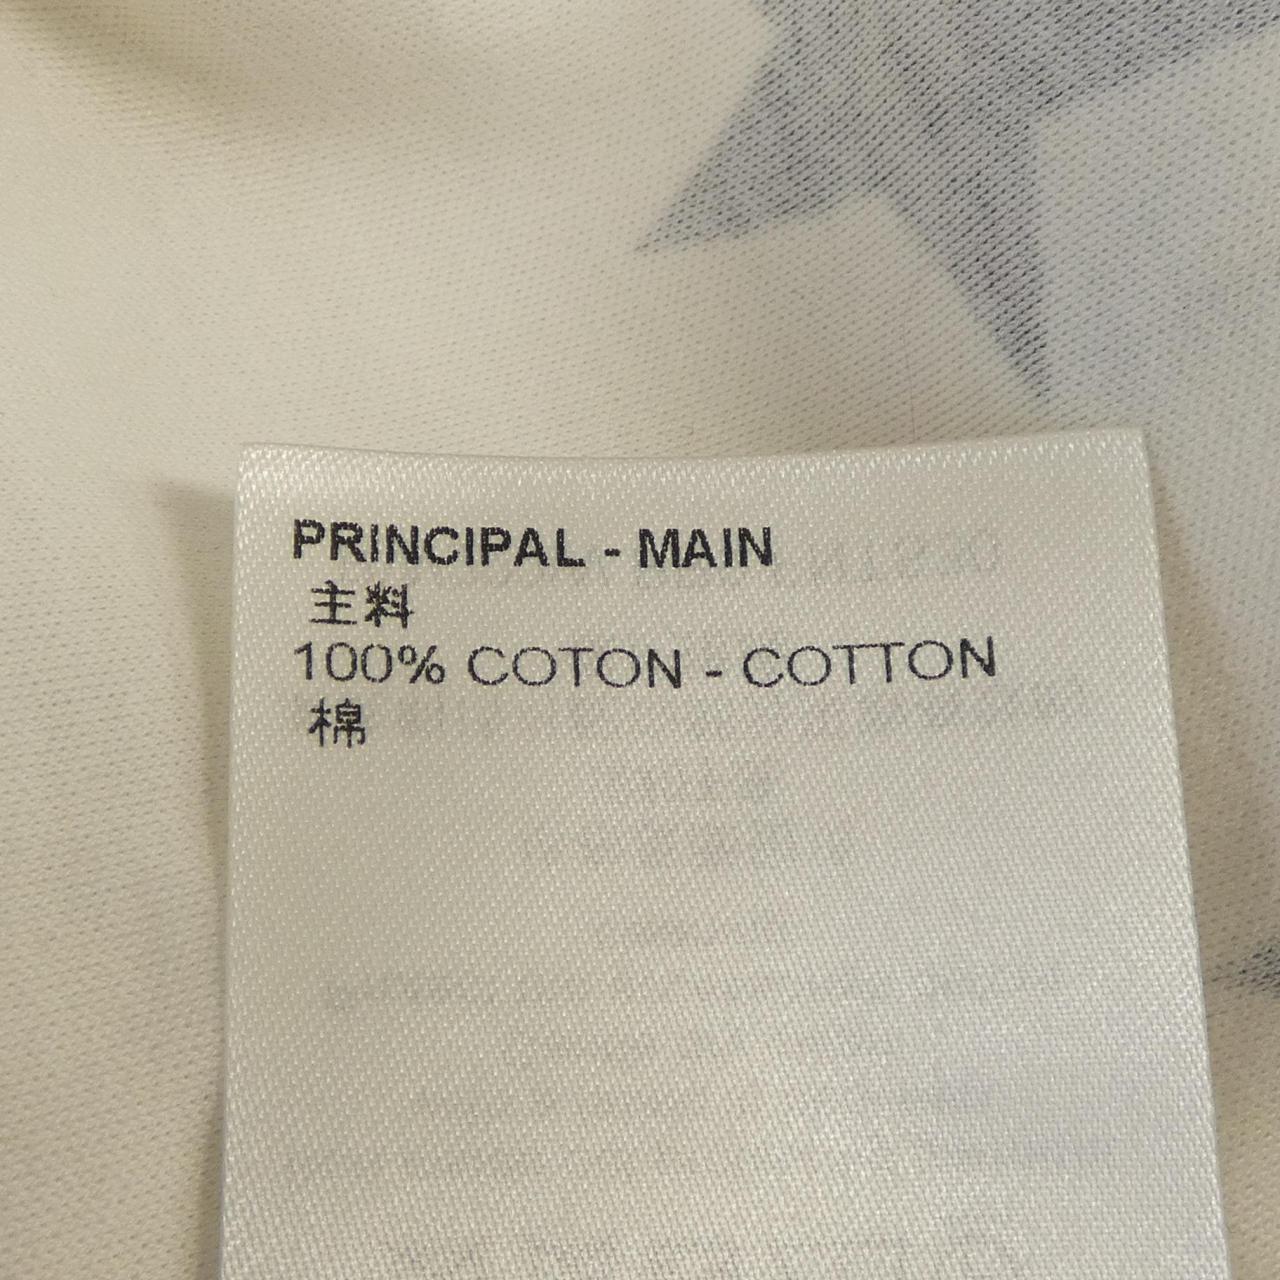 PRINCIPAL - MAIN
主料
100% COTON - COTTON
棉